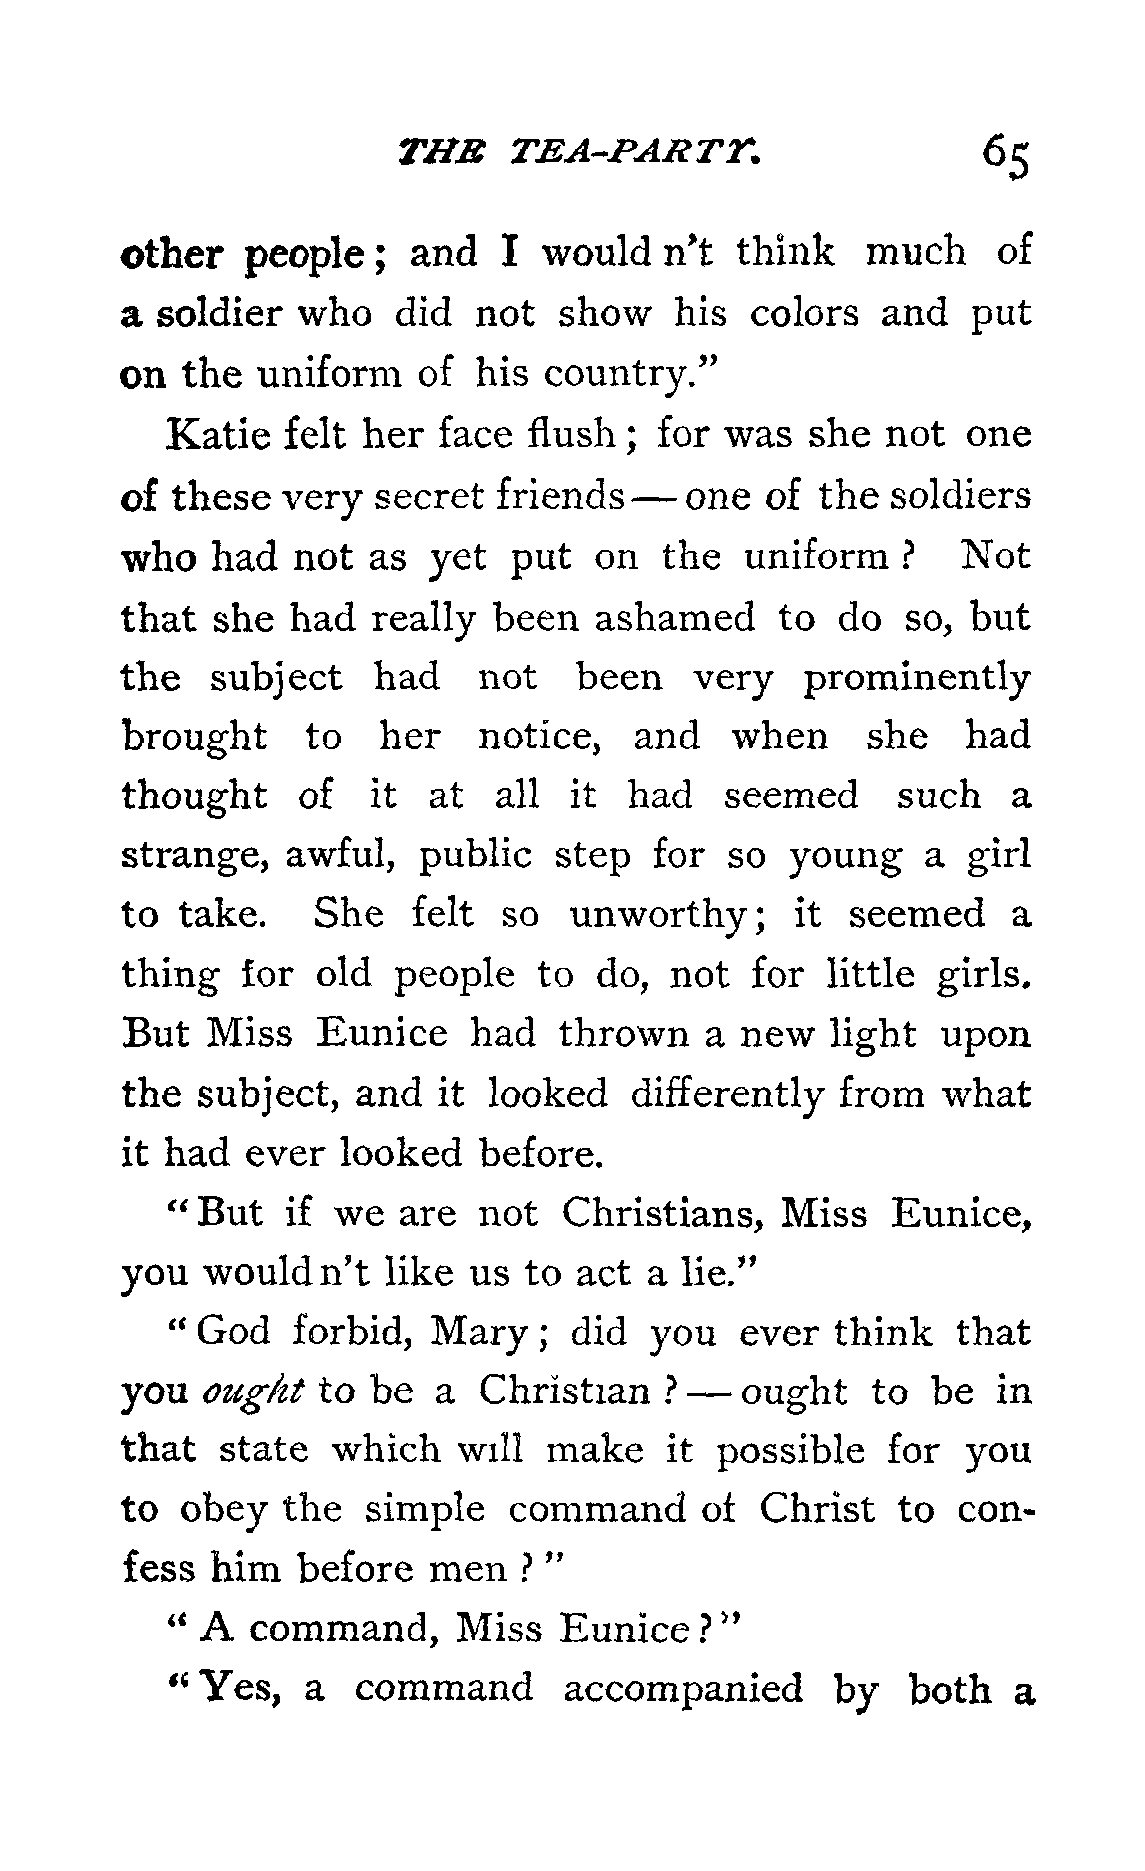 THE TEA-PARTY. 65
other people; and I would n't think much of
a soldier who did not show his colors and put
on the uniform of his country."
Katie felt her face flush; for was she not one
of these very secret friends — one of the soldiers
who had not as yet put on the uniform? Not
that she had really been ashamed to do so, but
the subject had not been very prominently
brought to her notice, and when she had
thought of it at all it had seemed such a
strange, awful, public step for so young a girl
to take. She felt so unworthy; it seemed a
thing for old people to do, not for little girls.
But Miss Eunice had thrown a new light upon
the subject, and it looked differently from what
it had ever looked before.
"But if we are not Christians, Miss Eunice,
you would n't like us to act a lie."
"God forbid, Mary; did you ever think that
you ought to be a Christian? — ought to be in
that state which will make it possible for you
to obey the simple command of Christ to con-
fess him before men?"
"A command, Miss Eunice?"
"Yes, a command accompanied by both a